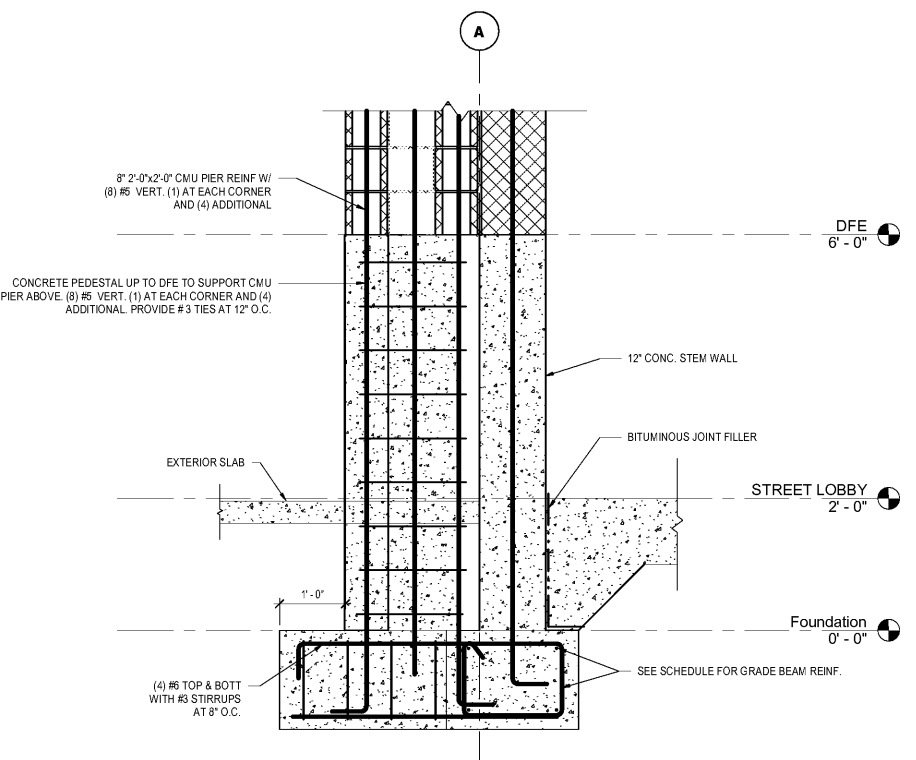 A
8" 2'-0"x2'-0" CMU PIER REINF W/
(8) #5 VERT. (1) AT EACH CORNER
AND (4) ADDITIONAL
DFE
6' - 0"
CONCRETE PEDESTAL UP TO DFE TO SUPPORT CMU
PIER ABOVE. (8) #5 VERT. (1) AT EACH CORNER AND (4)
ADDITIONAL. PROVIDE # 3 TIES AT 12" O.C.
12" CONC. STEM WALL
BITUMINOUS JOINT FILLER
EXTERIOR SLAB
STREET LOBBY
2' - 0"
1' - 0"
Foundation
0' - 0"
SEE SCHEDULE FOR GRADE BEAM REINF.
(4) #6 TOP & BOTT
WITH #3 STIRRUPS
AT 8" O.C.